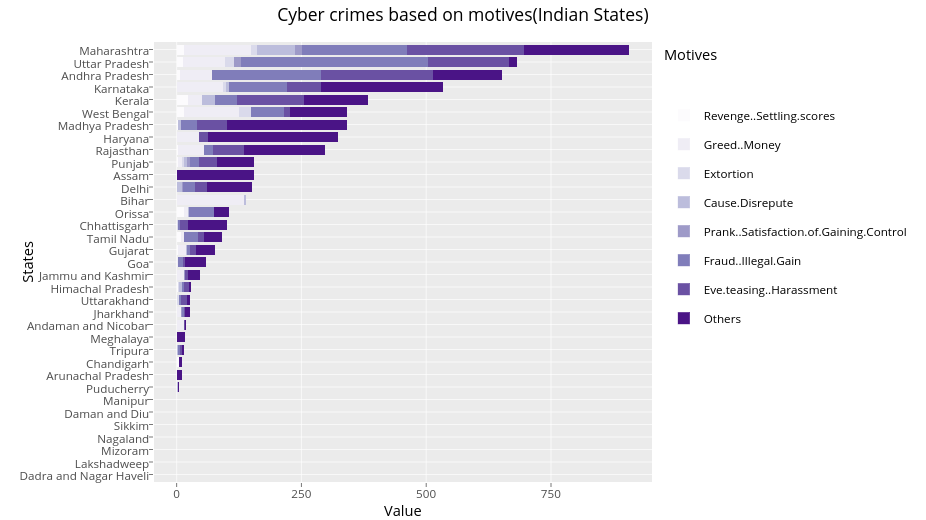 Cyber crimes based on motives(Indian States)
Maharashtra
Uttar Pradesh
Andhra Pradesh
Karnataka
Kerala
West Bengal
Madhya Pradesh
Haryana
Rajasthan
Punjab
Assam
Delhi
Bihar
Orissa
Chhattisgarh
Tamil Nadu
Gujarat
Goa
Jammu and Kashmir
Himachal Pradesh
Uttarakhand
Jharkhand
Andaman and Nicobar
Meghalaya
Tripura
Chandigarh
Arunachal Pradesh
Puducherry
Manipur
Daman and Diu
Sikkim
Nagaland
Mizoram
Lakshadweep
Dadra and Nagar Haveli
States
0 250 500 750
Value
Motives
Revenge..Settling.scores
Greed..Money
Extortion
Cause.Disrepute
Prank..Satisfaction.of.Gaining.Control
Fraud..Illegal.Gain
Eve.teasing..Harassment
Others